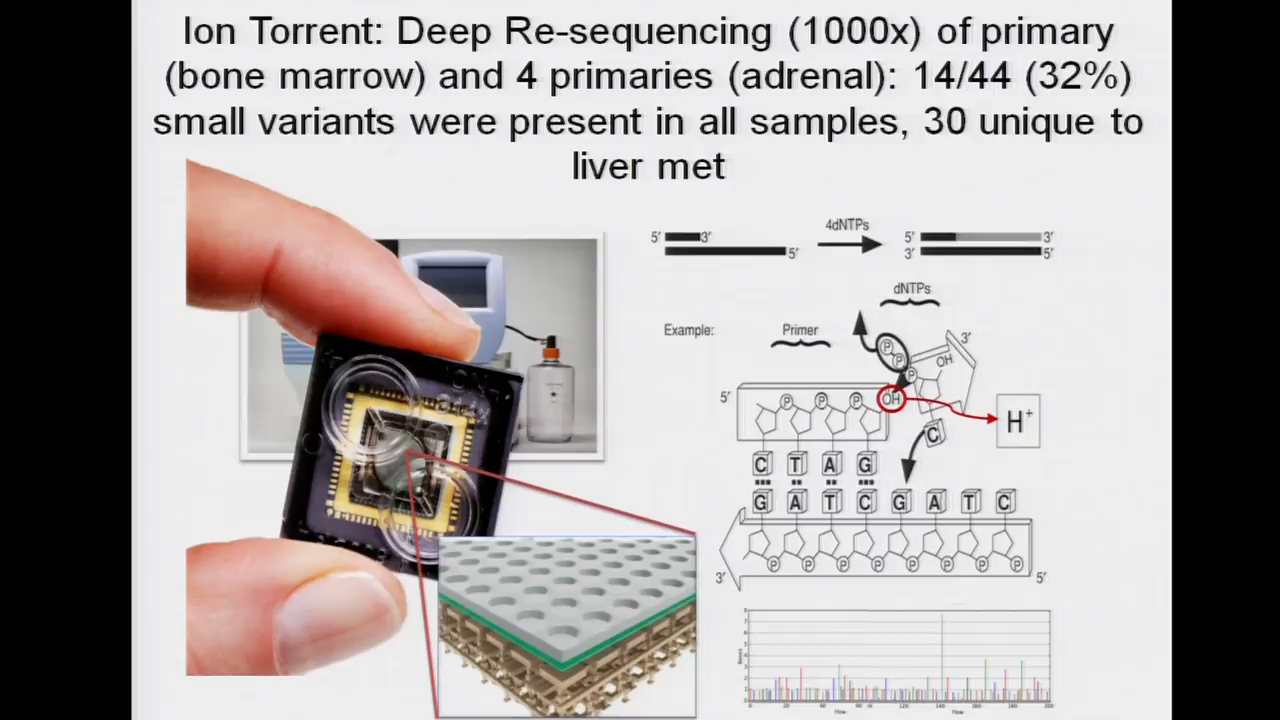 Ion Torrent: Deep Re-sequencing (1000x) of primary
(bone marrow) and 4 primaries (adrenal): 14/44 (32%)
small variants were present in all samples, 30 unique to
liver met
4dNTPs
5′ 3′ 5′ 3′
5′ 3′ 5′
dNTPs
Example: Primer
3′
P
P OH
P
5′ P P P OH H⁺
C
C T A G
G A T C G A T C
P P P P P P P P
3′ 5′
Flow